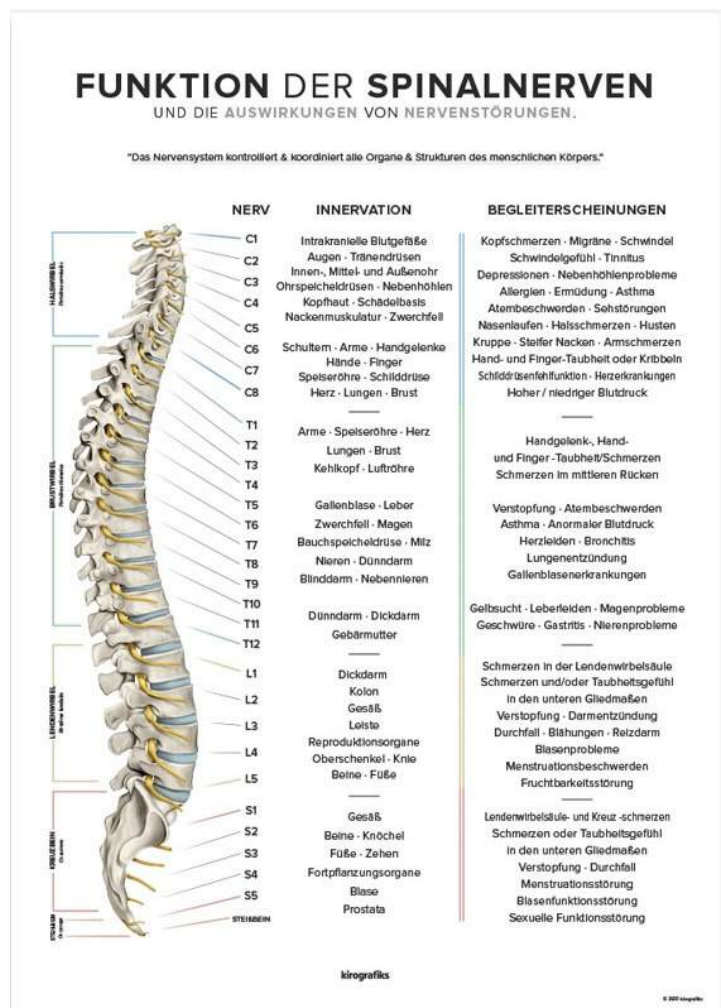 FUNKTION DER SPINALNERVEN
UND DIE AUSWIRKUNGEN VON NERVENSTÖRUNGEN.
"Das Nervensystem kontrolliert & koordiniert alle Organe & Strukturen des menschlichen Körpers."
NERV
C1
C2
C3
C4
C5
C6
C7
C8
T1
T2
T3
T4
T5
T6
T7
T8
T9
T10
T11
T12
L1
L2
L3
L4
L5
S1
S2
S3
S4
S5
STEIßBEIN
INNERVATION
Intrakranielle Blutgefäße
Augen · Tränendrüsen
Innen-, Mittel- und Außenohr
Ohrspeicheldrüsen · Nebenhöhlen
Kopfhaut · Schädelbasis
Nackenmuskulatur · Zwerchfell
Schultern · Arme · Handgelenke
Hände · Finger
Speiseröhre · Schilddrüse
Herz · Lungen · Brust
Arme · Speiseröhre · Herz
Lungen · Brust
Kehlkopf · Luftröhre
Gallenblase · Leber
Zwerchfell · Magen
Bauchspeicheldrüse · Milz
Nieren · Dünndarm
Blinddarm · Nebennieren
Dünndarm · Dickdarm
Gebärmutter
Dickdarm
Kolon
Gesäß
Leiste
Reproduktionsorgane
Oberschenkel · Knie
Beine · Füße
Gesäß
Beine · Knöchel
Füße · Zehen
Fortpflanzungsorgane
Blase
Prostata
BEGLEITERSCHEINUNGEN
Kopfschmerzen · Migräne · Schwindel
Schwindelgefühl · Tinnitus
Depressionen · Nebenhöhlenprobleme
Allergien · Ermüdung · Asthma
Atembeschwerden · Sehstörungen
Nasenlaufen · Halsschmerzen · Husten
Kruppe · Steifer Nacken · Armschmerzen
Hand- und Finger-Taubheit oder Kribbeln
Schilddrüsenfehlfunktion · Herzerkrankungen
Hoher / niedriger Blutdruck
Handgelenk-, Hand-
und Finger -Taubheit/Schmerzen
Schmerzen im mittleren Rücken
Verstopfung · Atembeschwerden
Asthma · Anormaler Blutdruck
Herzleiden · Bronchitis
Lungenentzündung
Gallenblasenerkrankungen
Gelbsucht · Leberleiden · Magenprobleme
Geschwüre · Gastritis · Nierenprobleme
Schmerzen in der Lendenwirbelsäule
Schmerzen und/oder Taubheitsgefühl
in den unteren Gliedmaßen
Verstopfung · Darmentzündung
Durchfall · Blähungen · Reizdarm
Blasenprobleme
Menstruationsbeschwerden
Fruchtbarkeitsstörung
Lendenwirbelsäule- und Kreuz -schmerzen
Schmerzen oder Taubheitsgefühl
in den unteren Gliedmaßen
Verstopfung · Durchfall
Menstruationsstörung
Blasenfunktionsstörung
Sexuelle Funktionsstörung
HALSWIRBEL
BRUSTWIRBEL
LENDENWIRBEL
KREUZBEIN
STEIßBEIN
kirografiks
© 2020 kirografiks